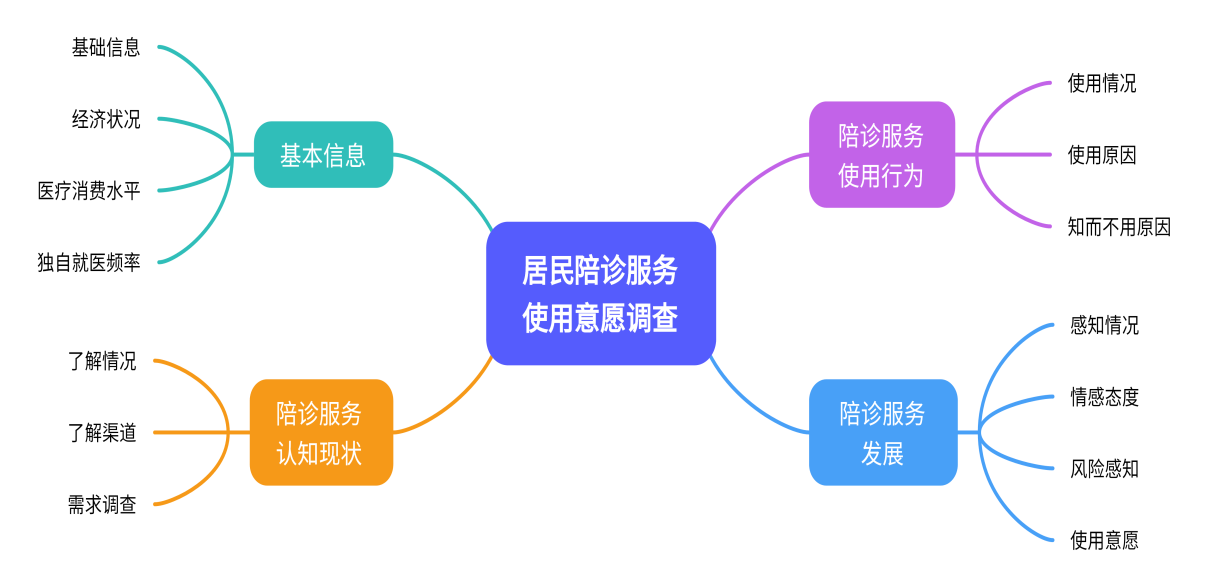 居民陪诊服务
使用意愿调查
基本信息
基础信息
经济状况
医疗消费水平
独自就医频率
陪诊服务
认知现状
了解情况
了解渠道
需求调查
陪诊服务
使用行为
使用情况
使用原因
知而不用原因
陪诊服务
发展
感知情况
情感态度
风险感知
使用意愿